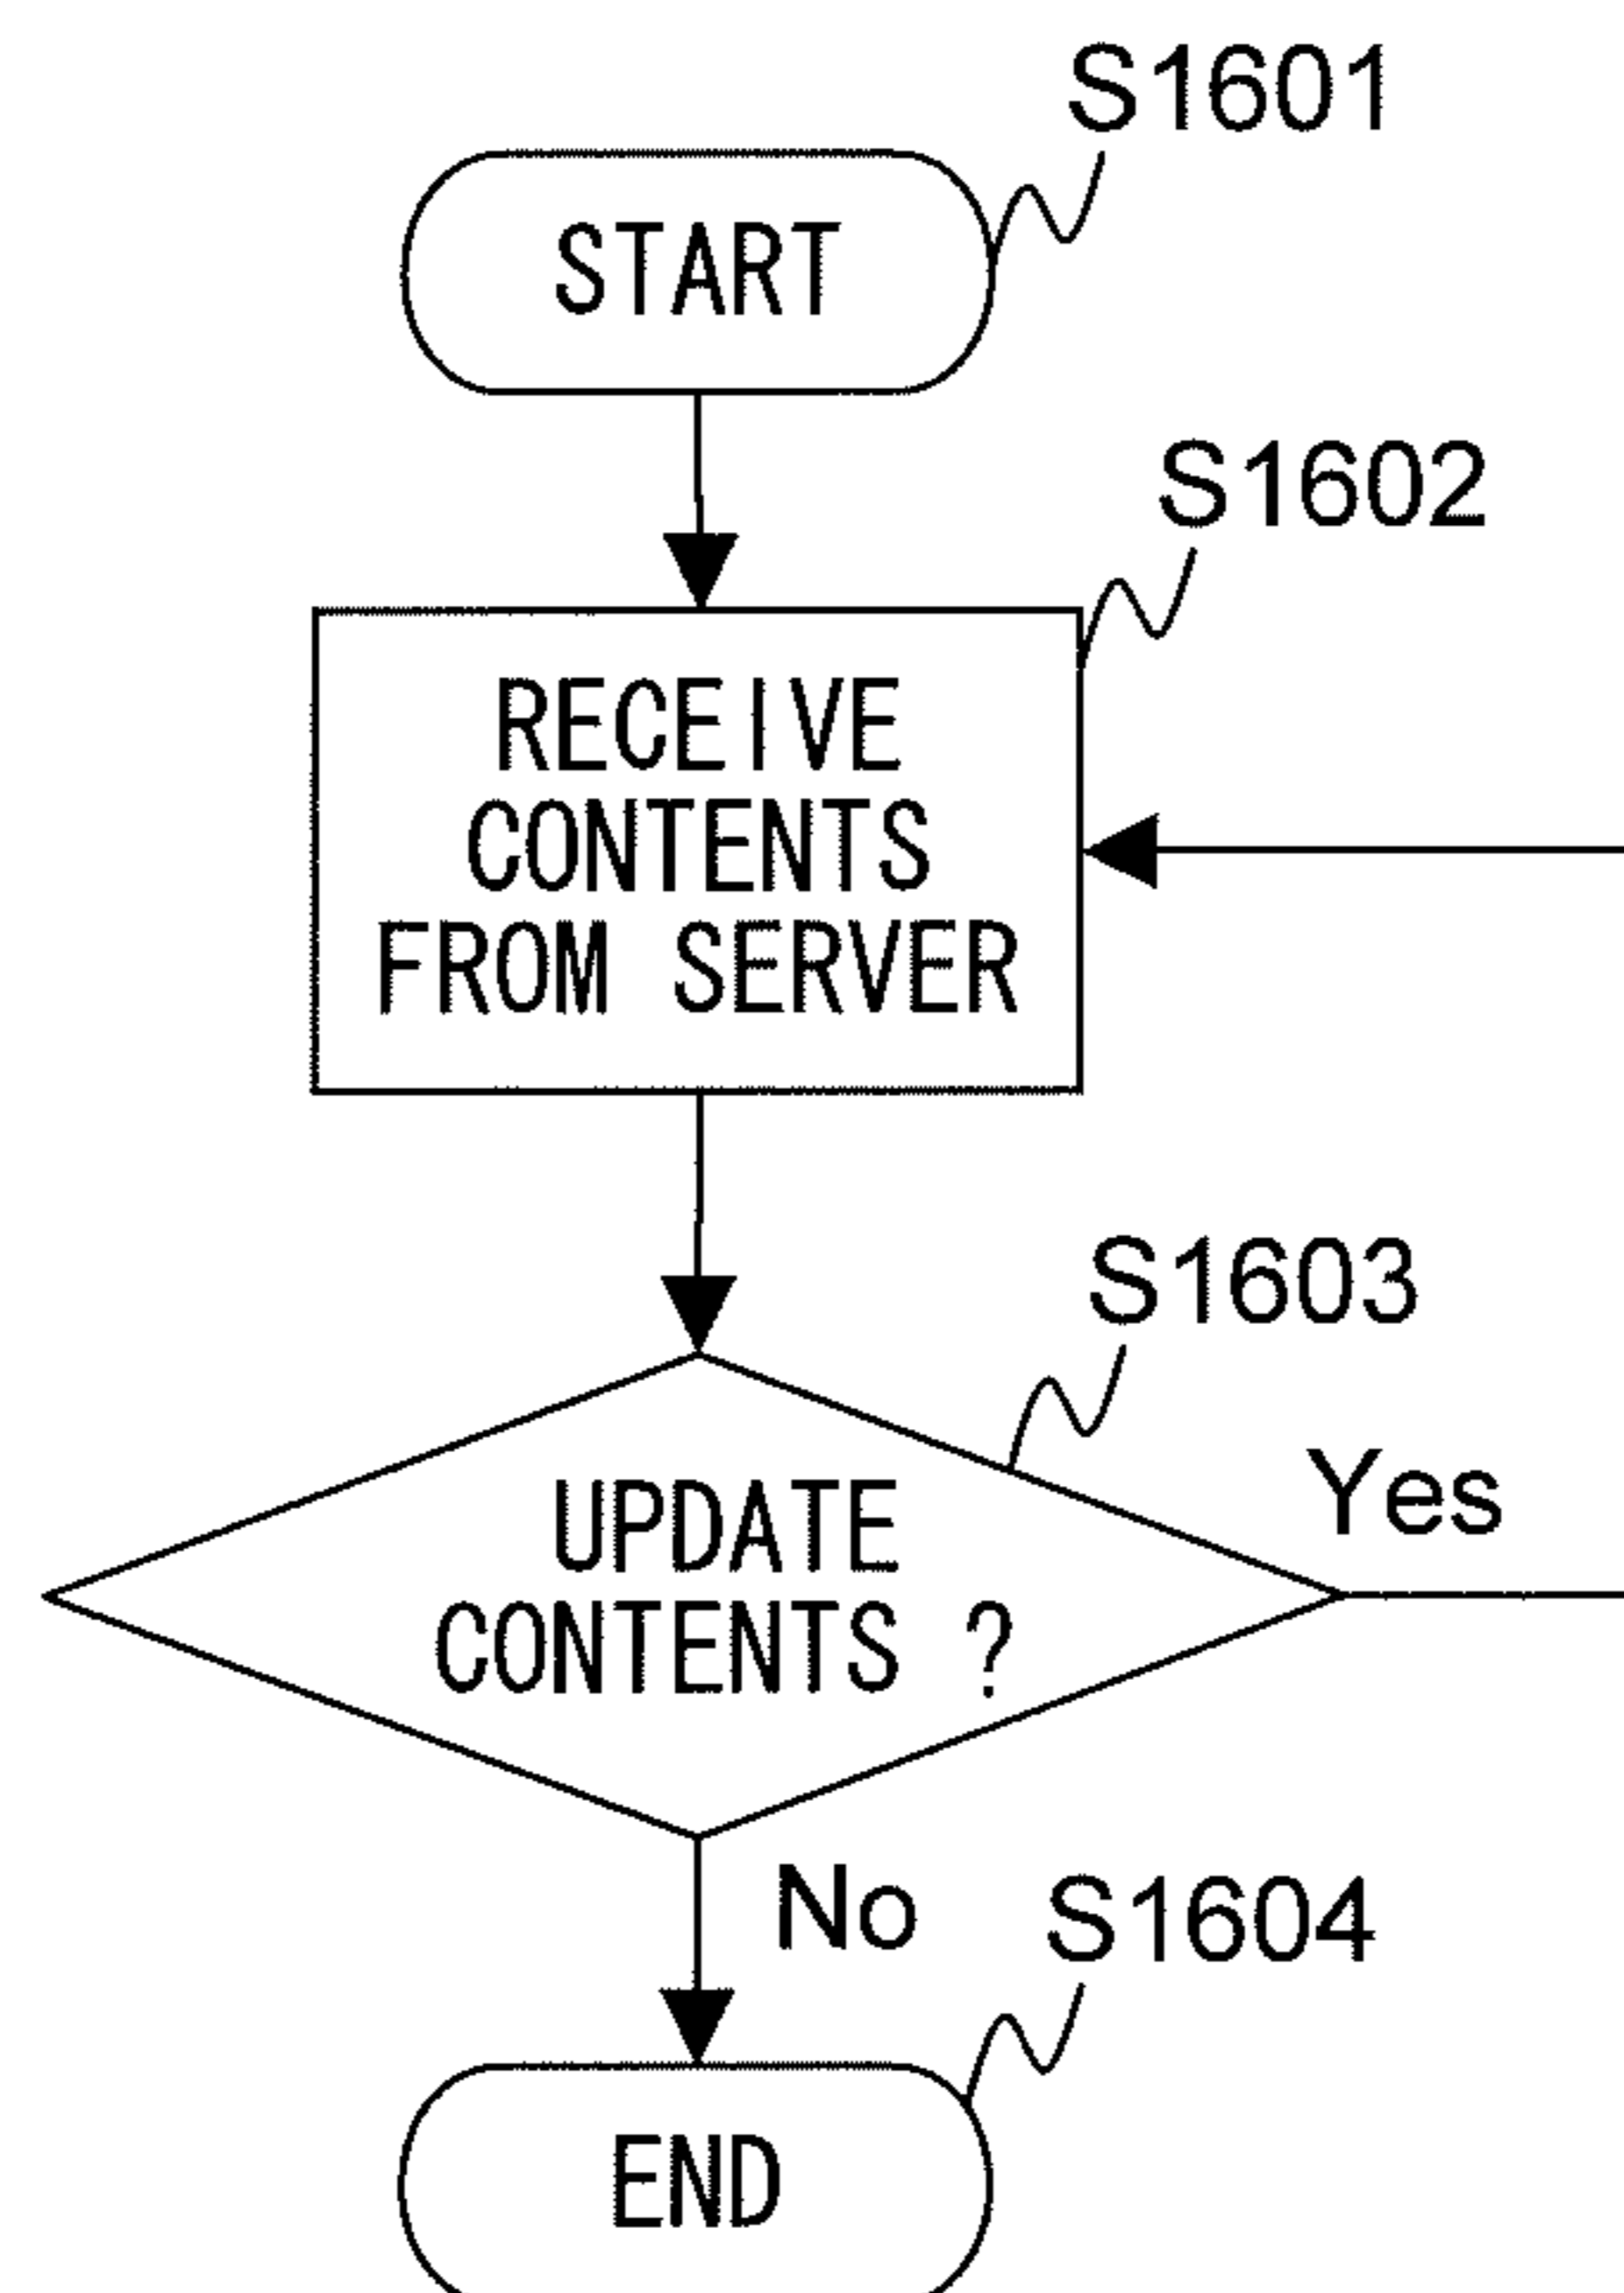 S1601
START
S1602
RECEIVE
CONTENTS
FROM SERVER
S1603
UPDATE
CONTENTS ?
Yes
No
S1604
END